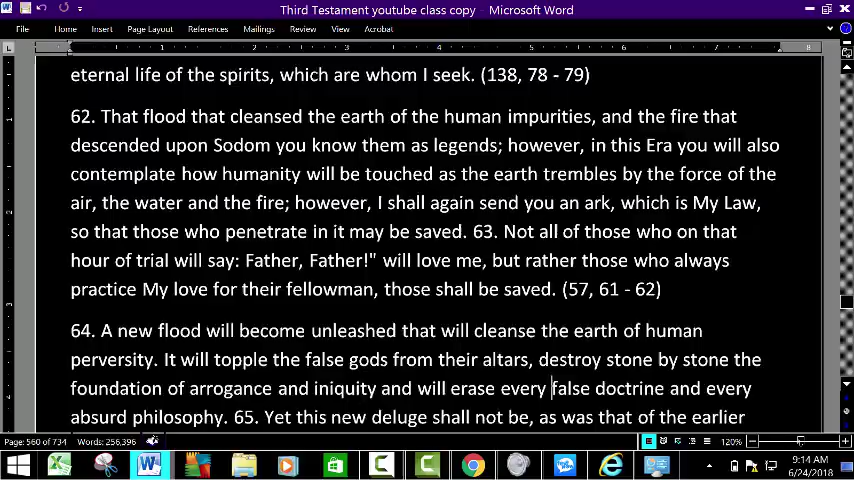 Third Testament youtube class copy - Microsoft Word
File Home Insert Page Layout References Mailings Review View Acrobat
1 2 3 4 5 6 7 8
eternal life of the spirits, which are whom I seek. (138, 78 - 79)
62. That flood that cleansed the earth of the human impurities, and the fire that
descended upon Sodom you know them as legends; however, in this Era you will also
contemplate how humanity will be touched as the earth trembles by the force of the
air, the water and the fire; however, I shall again send you an ark, which is My Law,
so that those who penetrate in it may be saved. 63. Not all of those who on that
hour of trial will say: Father, Father!" will love me, but rather those who always
practice My love for their fellowman, those shall be saved. (57, 61 - 62)
64. A new flood will become unleashed that will cleanse the earth of human
perversity. It will topple the false gods from their altars, destroy stone by stone the
foundation of arrogance and iniquity and will erase every false doctrine and every
absurd philosophy. 65. Yet this new deluge shall not be, as was that of the earlier
Page: 560 of 734 Words: 256,396 120%
9:14 AM
6/24/2018